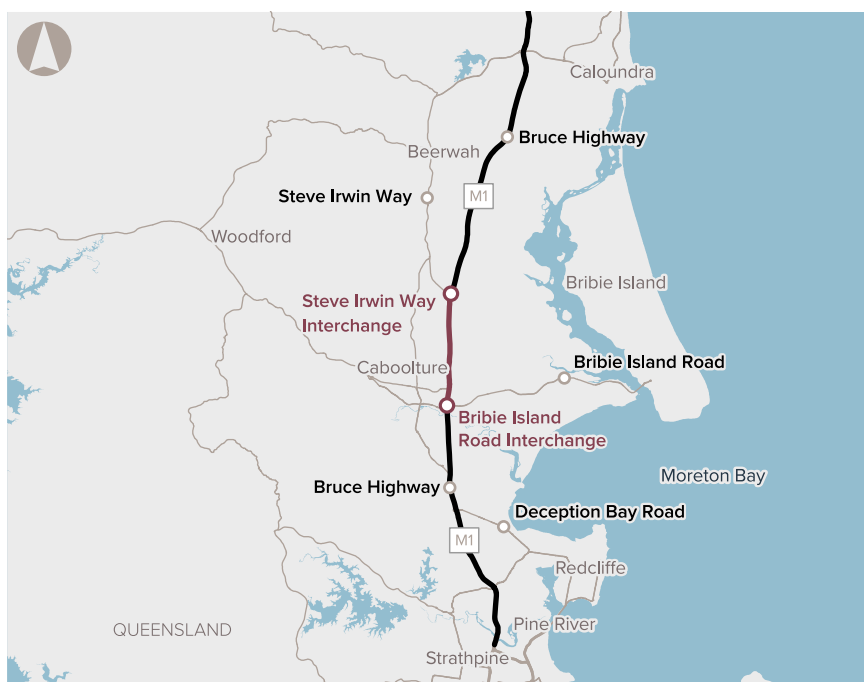 Caloundra
Bruce Highway
Beerwah
Steve Irwin Way
M1
Woodford
Bribie Island
Steve Irwin Way
Interchange
Bribie Island Road
Caboolture
Bribie Island
Road Interchange
Moreton Bay
Bruce Highway
Deception Bay Road
M1
Redcliffe
Pine River
QUEENSLAND
Strathpine